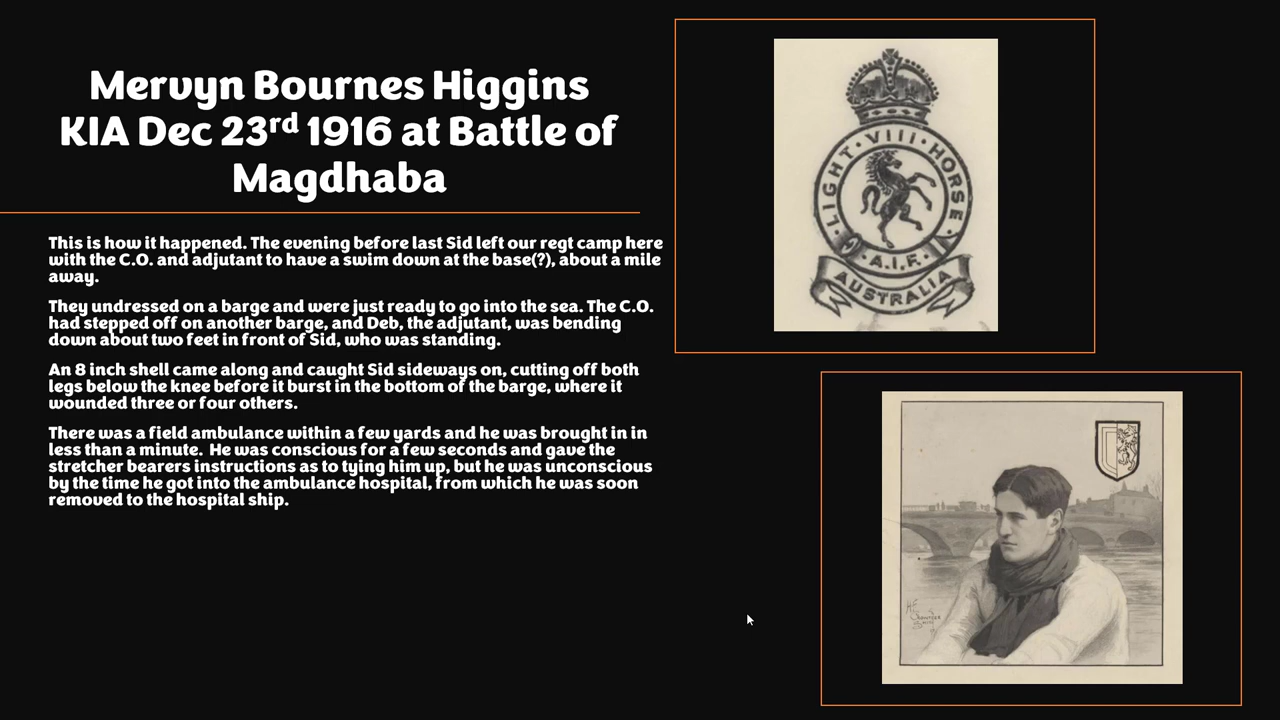 Mervyn Bournes Higgins
KIA Dec 23rd 1916 at Battle of
Magdhaba
This is how it happened. The evening before last Sid left our regt camp here
with the C.O. and adjutant to have a swim down at the base(?), about a mile
away.
They undressed on a barge and were just ready to go into the sea. The C.O.
had stepped off on another barge, and Deb, the adjutant, was bending
down about two feet in front of Sid, who was standing.
An 8 inch shell came along and caught Sid sideways on, cutting off both
legs below the knee before it burst in the bottom of the barge, where it
wounded three or four others.
There was a field ambulance within a few yards and he was brought in in
less than a minute. He was conscious for a few seconds and gave the
stretcher bearers instructions as to tying him up, but he was unconscious
by the time he got into the ambulance hospital, from which he was soon
removed to the hospital ship.
LIGHT · VIII · HORSE
· A.I.F. ·
AUSTRALIA